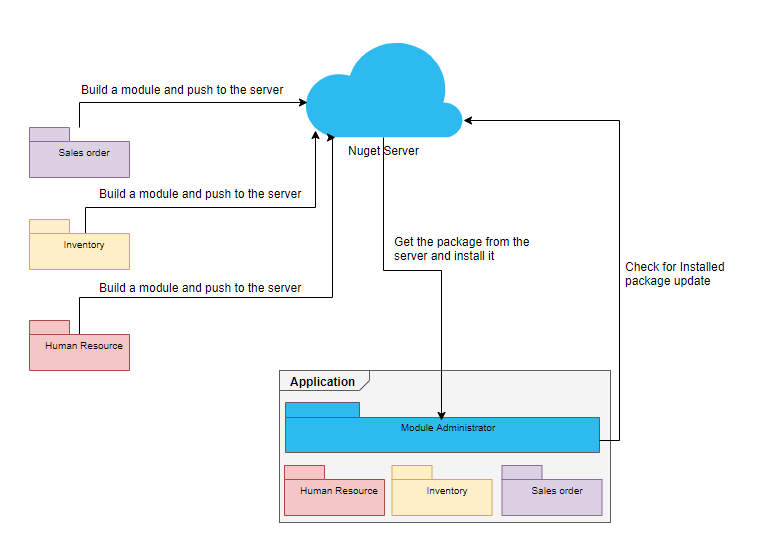 Build a module and push to the server
Sales order
Nuget Server
Build a module and push to the server
Inventory
Get the package from the
server and install it
Check for Installed
package update
Build a module and push to the server
Human Resource
Application
Module Administrator
Human Resource
Inventory
Sales order